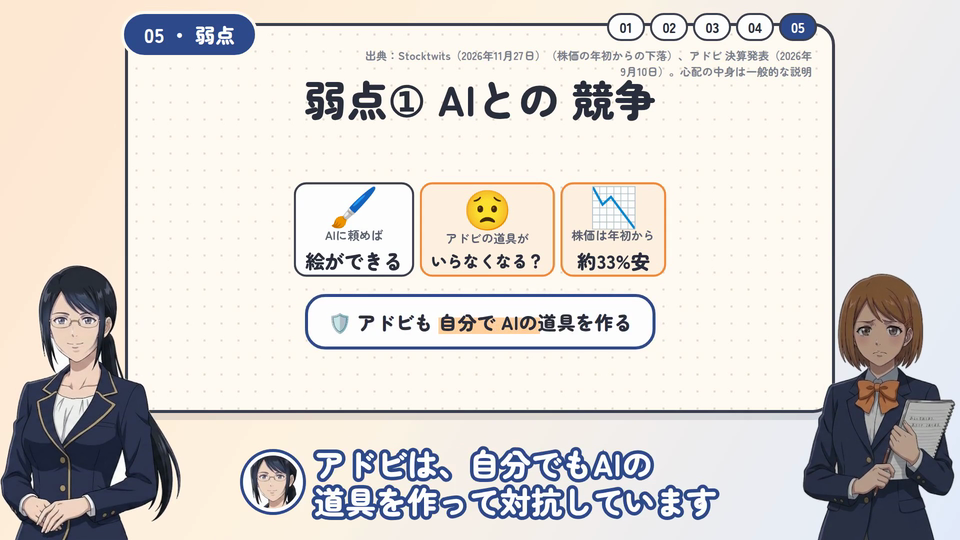 05 ・ 弱点
01 02 03 04 05
出典：Stocktwits（2026年11月27日）（株価の年初からの下落）、アドビ 決算発表（2026年
9月10日）。心配の中身は一般的な説明
弱点① AIとの 競争
AIに頼めば
絵ができる
アドビの道具が
いらなくなる？
株価は年初から
約33%安
アドビも 自分で AIの道具を作る
アドビは、自分でもAIの
道具を作って対抗しています